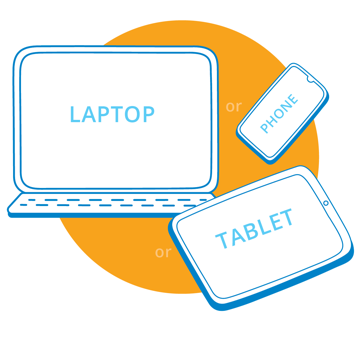 LAPTOP
or
PHONE
TABLET
or